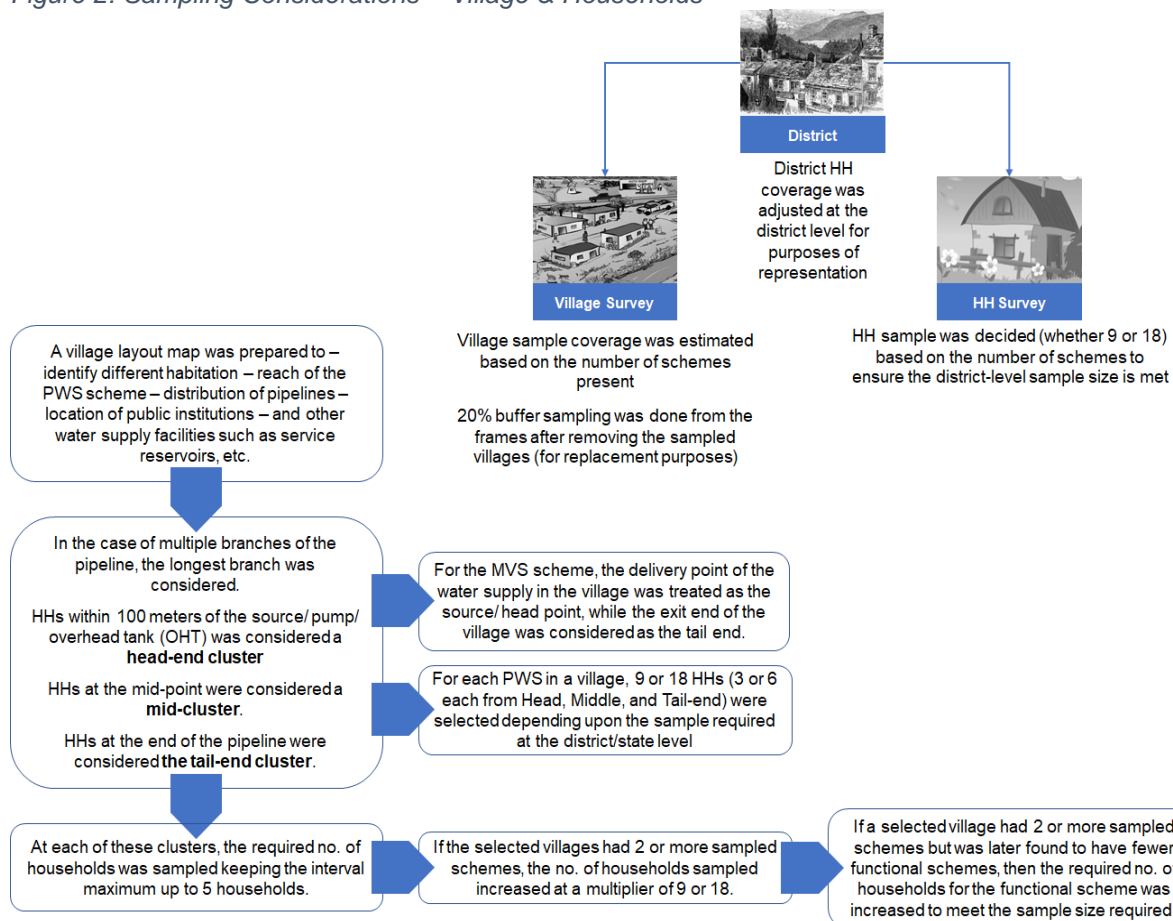 Figure 2: Sampling Considerations – Village & Households
District
District HH
coverage was
adjusted at the
district level for
purposes of
representation
Village Survey
Village sample coverage was estimated
based on the number of schemes
present
20% buffer sampling was done from the
frames after removing the sampled
villages (for replacement purposes)
HH Survey
HH sample was decided (whether 9 or 18)
based on the number of schemes to
ensure the district-level sample size is met
A village layout map was prepared to –
identify different habitation – reach of the
PWS scheme – distribution of pipelines –
location of public institutions – and other
water supply facilities such as service
reservoirs, etc.
In the case of multiple branches of the
pipeline, the longest branch was
considered.
HHs within 100 meters of the source/ pump/
overhead tank (OHT) was considered a
head-end cluster
HHs at the mid-point were considered a
mid-cluster.
HHs at the end of the pipeline were
considered the tail-end cluster.
For the MVS scheme, the delivery point of the
water supply in the village was treated as the
source/ head point, while the exit end of the
village was considered as the tail end.
For each PWS in a village, 9 or 18 HHs (3 or 6
each from Head, Middle, and Tail-end) were
selected depending upon the sample required
at the district/state level
At each of these clusters, the required no. of
households was sampled keeping the interval
maximum up to 5 households.
If the selected villages had 2 or more sampled
schemes, the no. of households sampled
increased at a multiplier of 9 or 18.
If a selected village had 2 or more sampled
schemes but was later found to have fewer
functional schemes, then the required no. of
households for the functional scheme was
increased to meet the sample size required